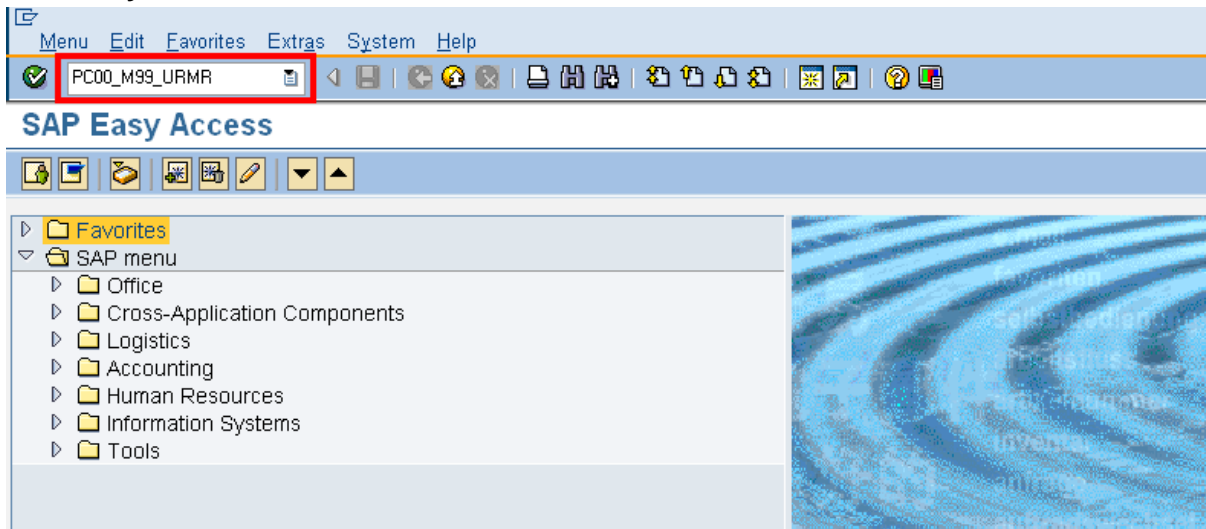 Menu Edit Favorites Extras System Help
PC00_M99_URMR
SAP Easy Access
Favorites
SAP menu
Office
Cross-Application Components
Logistics
Accounting
Human Resources
Information Systems
Tools